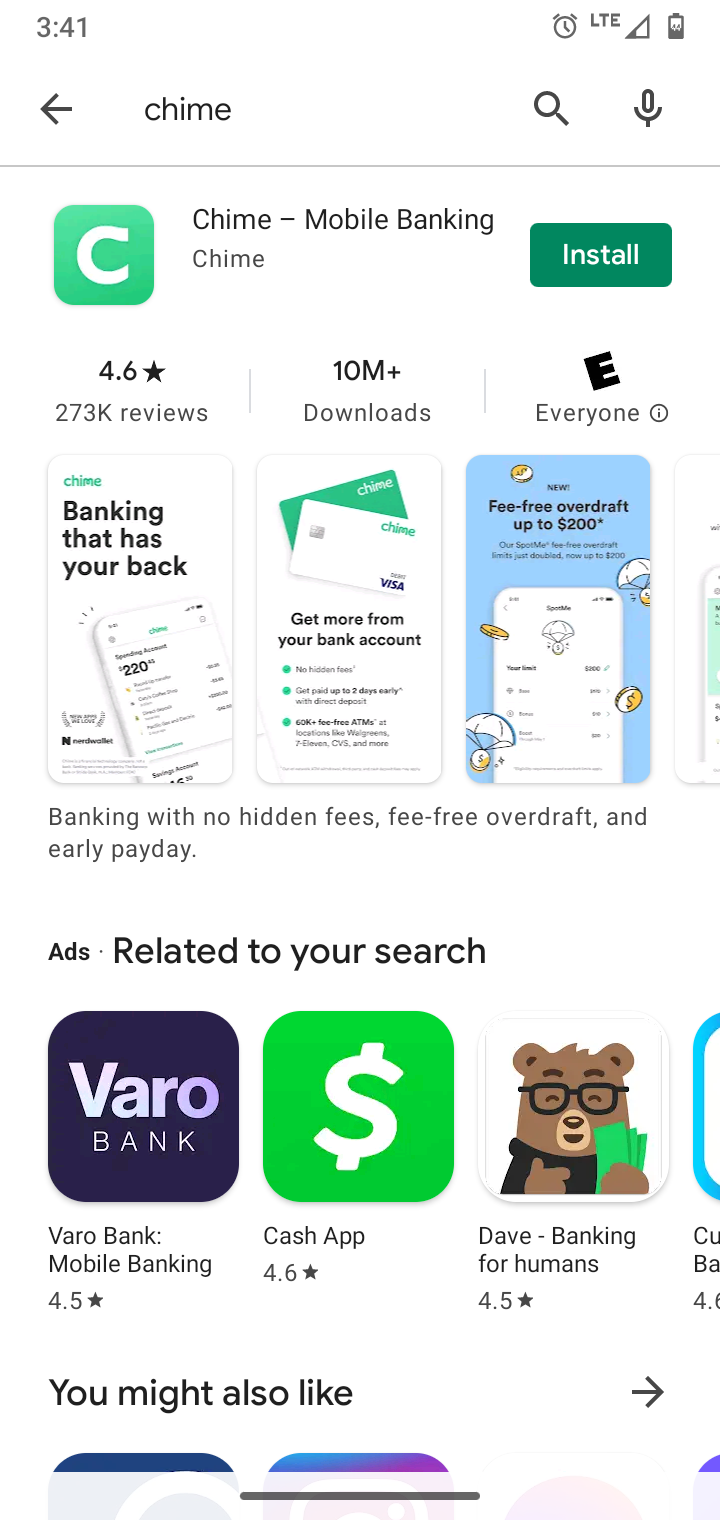 3:41
LTE
44
chime
Chime – Mobile Banking
Chime
Install
4.6★
273K reviews
10M+
Downloads
E
Everyone
chime
Banking
that has
your back
chime
Spending Account
$220
Savings Account
NEW APPS
WE LOVE
nerdwallet
chime
chime
DEBIT
VISA
Get more from
your bank account
No hidden fees
Get paid up to 2 days early^
with direct deposit
60K+ fee-free ATMs at
locations like Walgreens,
7-Eleven, CVS, and more
NEW!
Fee-free overdraft
up to $200*
Our SpotMe® fee-free overdraft
limits just doubled, now up to $200
SpotMe
Your limit
$200
Base
Bonus
Boost
Banking with no hidden fees, fee-free overdraft, and
early payday.
Ads · Related to your search
Varo
BANK
$
Varo Bank:
Mobile Banking
4.5★
Cash App
4.6★
Dave - Banking
for humans
4.5★
Cu
Ba
4.6
You might also like